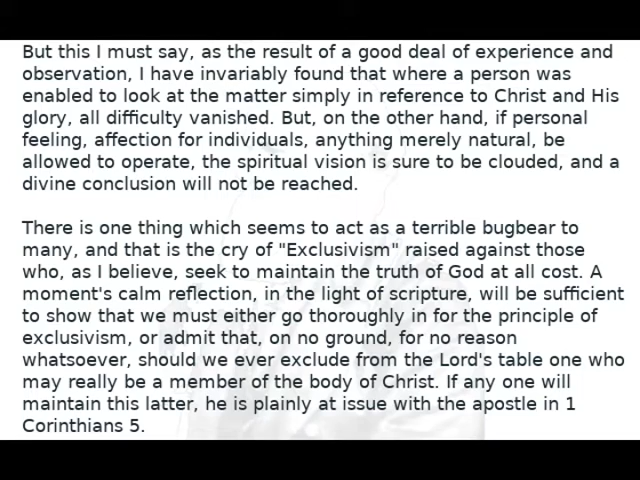 But this I must say, as the result of a good deal of experience and
observation, I have invariably found that where a person was
enabled to look at the matter simply in reference to Christ and His
glory, all difficulty vanished. But, on the other hand, if personal
feeling, affection for individuals, anything merely natural, be
allowed to operate, the spiritual vision is sure to be clouded, and a
divine conclusion will not be reached.

There is one thing which seems to act as a terrible bugbear to
many, and that is the cry of "Exclusivism" raised against those
who, as I believe, seek to maintain the truth of God at all cost. A
moment's calm reflection, in the light of scripture, will be sufficient
to show that we must either go thoroughly in for the principle of
exclusivism, or admit that, on no ground, for no reason
whatsoever, should we ever exclude from the Lord's table one who
may really be a member of the body of Christ. If any one will
maintain this latter, he is plainly at issue with the apostle in 1
Corinthians 5.